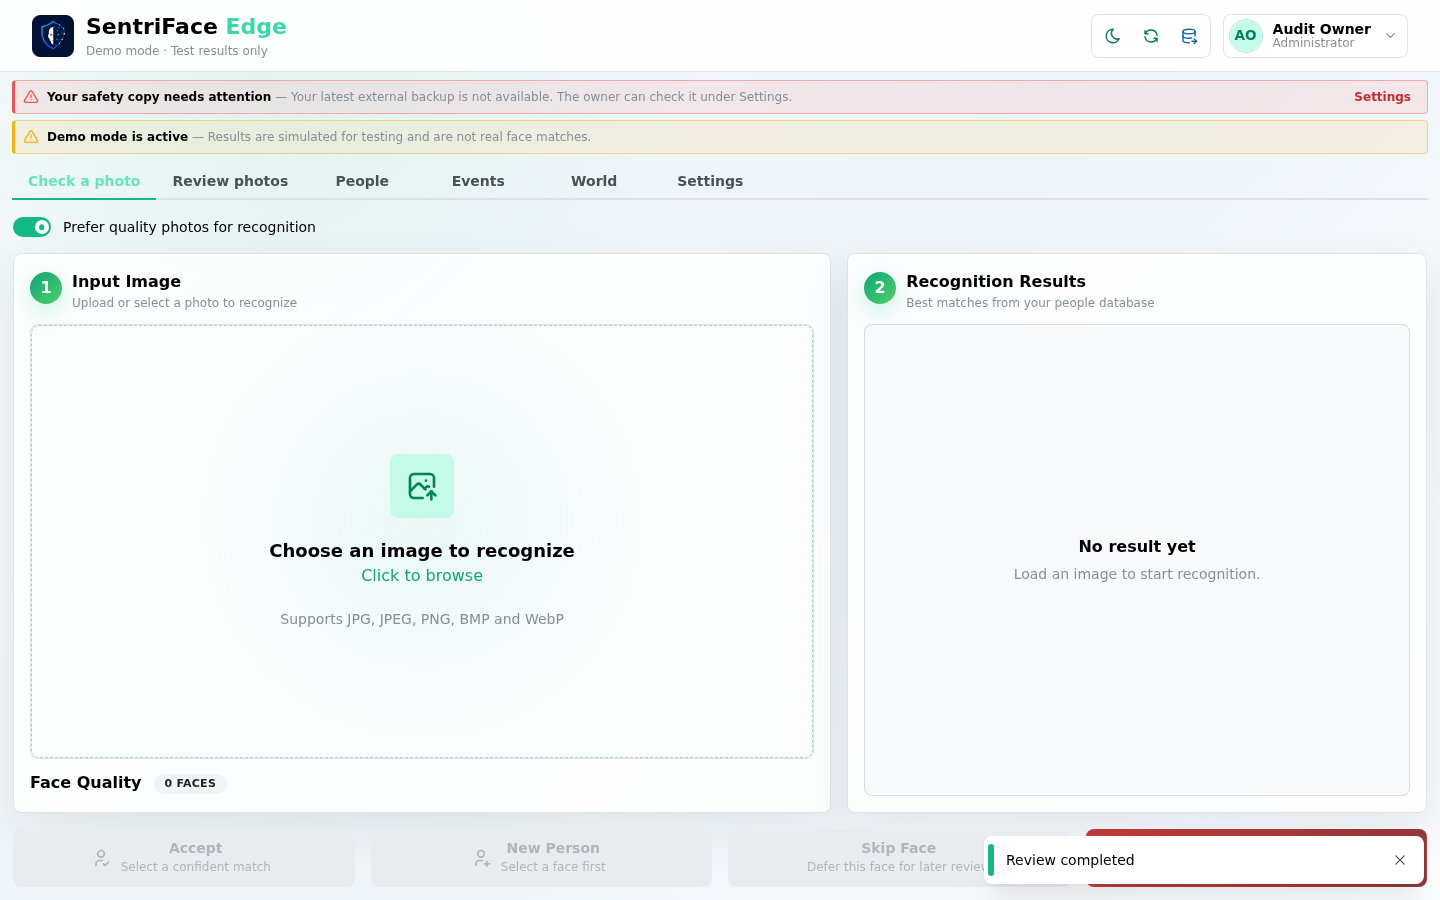 SentriFace Edge
Demo mode · Test results only
AO
Audit Owner
Administrator
Your safety copy needs attention — Your latest external backup is not available. The owner can check it under Settings.
Settings
Demo mode is active — Results are simulated for testing and are not real face matches.
Check a photo
Review photos
People
Events
World
Settings
Prefer quality photos for recognition
1
Input Image
Upload or select a photo to recognize
Choose an image to recognize
Click to browse
Supports JPG, JPEG, PNG, BMP and WebP
Face Quality
0 FACES
2
Recognition Results
Best matches from your people database
No result yet
Load an image to start recognition.
Accept
Select a confident match
New Person
Select a face first
Skip Face
Defer this face for later
Review completed